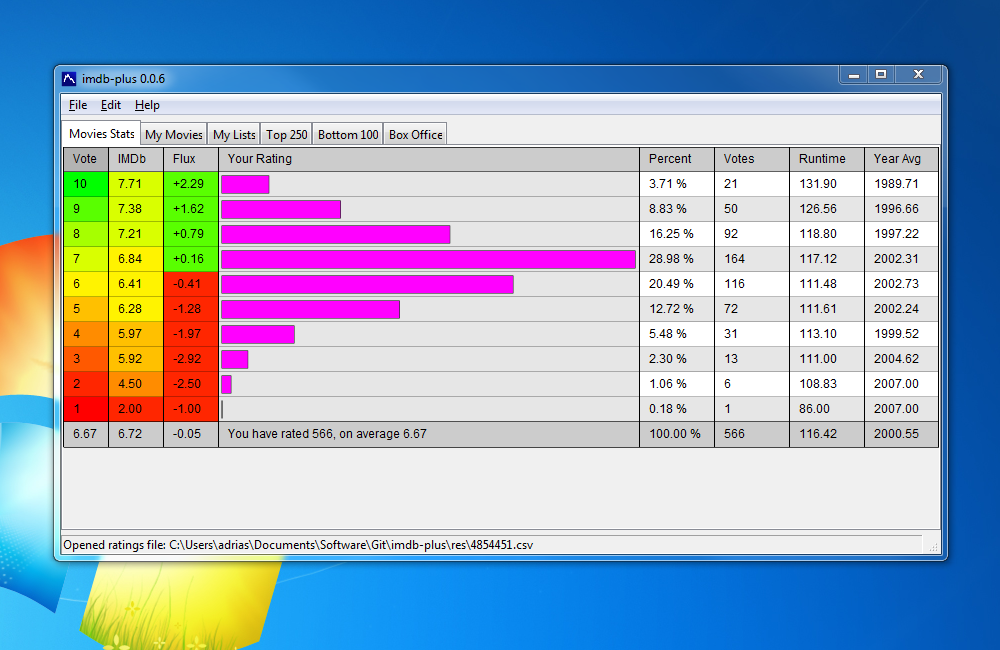 imdb-plus 0.0.6
File Edit Help
Movies Stats My Movies My Lists Top 250 Bottom 100 Box Office
Vote IMDb Flux Your Rating Percent Votes Runtime Year Avg
10 7.71 +2.29 3.71 % 21 131.90 1989.71
9 7.38 +1.62 8.83 % 50 126.56 1996.66
8 7.21 +0.79 16.25 % 92 118.80 1997.22
7 6.84 +0.16 28.98 % 164 117.12 2002.31
6 6.41 -0.41 20.49 % 116 111.48 2002.73
5 6.28 -1.28 12.72 % 72 111.61 2002.24
4 5.97 -1.97 5.48 % 31 113.10 1999.52
3 5.92 -2.92 2.30 % 13 111.00 2004.62
2 4.50 -2.50 1.06 % 6 108.83 2007.00
1 2.00 -1.00 0.18 % 1 86.00 2007.00
6.67 6.72 -0.05 You have rated 566, on average 6.67 100.00 % 566 116.42 2000.55
Opened ratings file: C:\Users\adrias\Documents\Software\Git\imdb-plus\res\4854451.csv